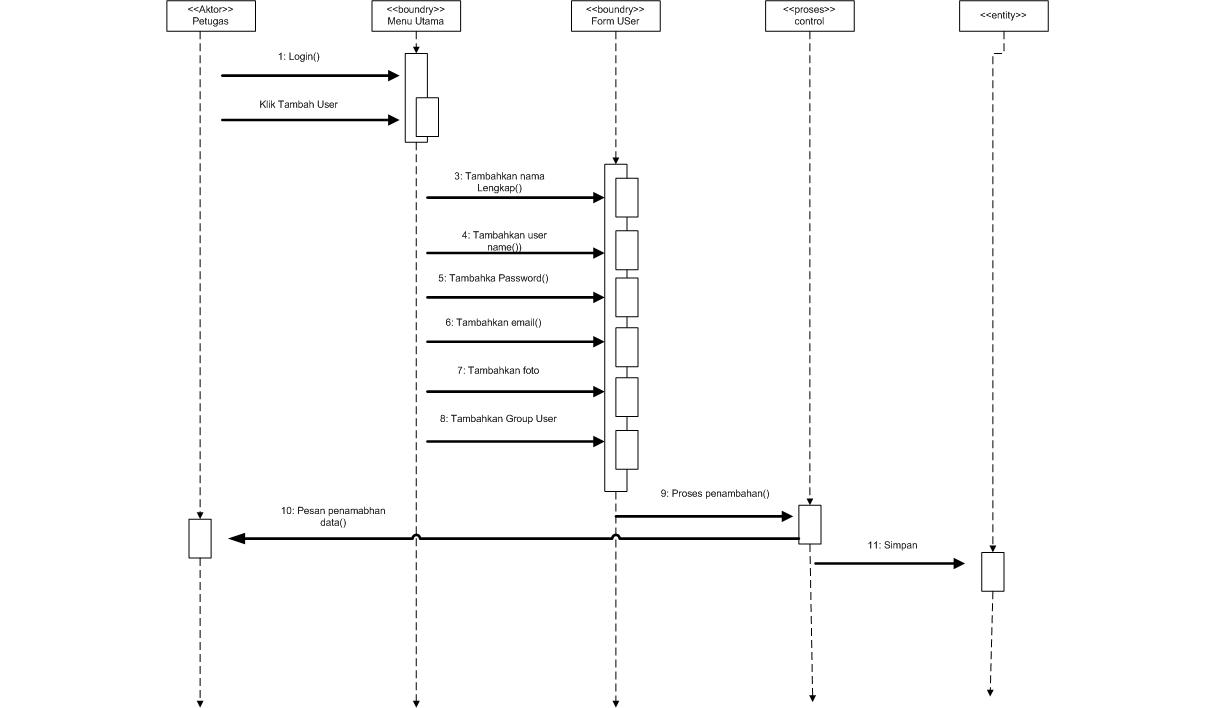 <<Aktor>>
Petugas
<<boundry>>
Menu Utama
<<boundry>>
Form USer
<<proses>>
control
<<entity>>
1: Login()
Klik Tambah User
3: Tambahkan nama
Lengkap()
4: Tambahkan user
name())
5: Tambahka Password()
6: Tambahkan email()
7: Tambahkan foto
8: Tambahkan Group User
9: Proses penambahan()
10: Pesan penamabhan
data()
11: Simpan